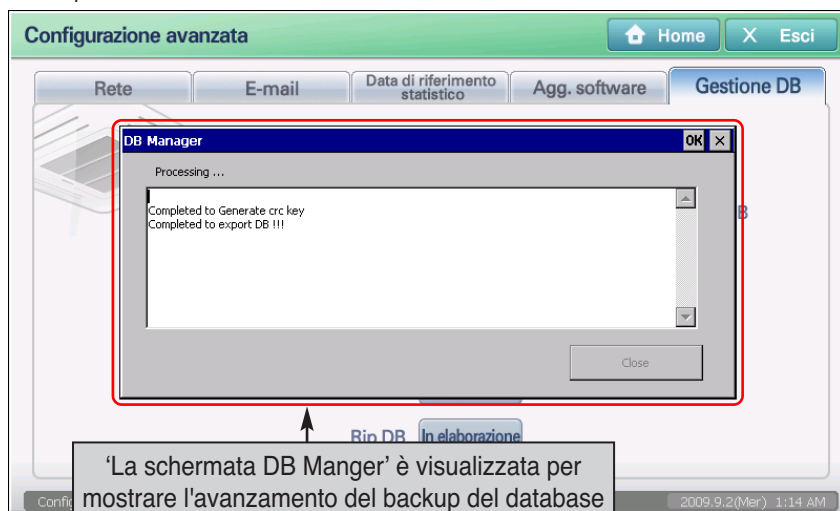 Configurazione avanzata
Home
X Esci
Rete
E-mail
Data di riferimento
statistico
Agg. software
Gestione DB
DB Manager
OK
Processing ...
Completed to Generate crc key
Completed to export DB !!!
B
Close
Rip DB
In elaborazione
‘La schermata DB Manger’ è visualizzata per
mostrare l'avanzamento del backup del database
2009.9.2(Mer) 1:14 AM